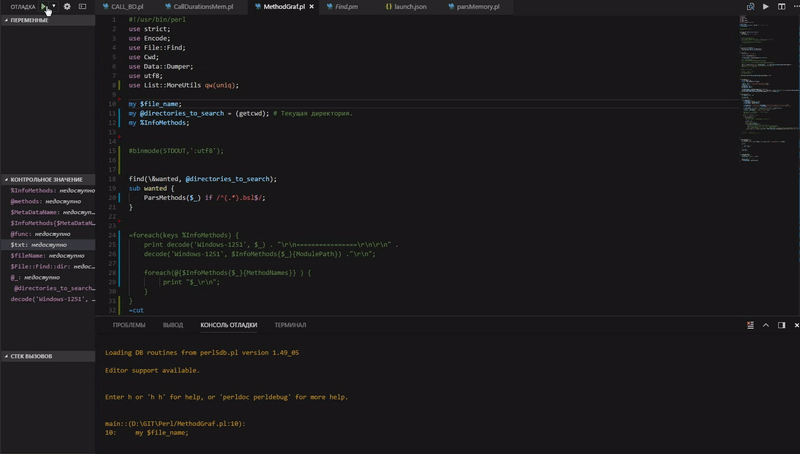 ОТЛАДКА
CALL_BD.pl CallDurationsMem.pl MethodGraf.pl Find.pm launch.json parsMemory.pl
ПЕРЕМЕННЫЕ
КОНТРОЛЬНОЕ ЗНАЧЕНИЕ
%InfoMethods: недоступно
@methods: недоступно
$MetaDataName: недоступн…
$InfoMethods{$MetaDataN…
@func: недоступно
$txt: недоступно
$fileName: недоступно
$File::Find::dir: недост…
@_: недоступно
@directories_to_search…
decode('Windows-1251', …
СТЕК ВЫЗОВОВ
1 #!/usr/bin/perl
2 use strict;
3 use Encode;
4 use File::Find;
5 use Cwd;
6 use Data::Dumper;
7 use utf8;
8 use List::MoreUtils qw(uniq);
9
10 my $file_name;
11 my @directories_to_search = (getcwd); # Текущая директория.
12 my %InfoMethods;
13
14
15 #binmode(STDOUT,':utf8');
16
17
18 find(\&wanted, @directories_to_search);
19 sub wanted {
20 ParsMethods($_) if /^(.*).bsl$/;
21 }
22
23
24 =foreach(keys %InfoMethods) {
25 print decode('Windows-1251', $_) . "\r\n================\r\n\r\n" .
26 decode('Windows-1251', $InfoMethods{$_}{ModulePath}) ."\r\n";
27
28 foreach(@{$InfoMethods{$_}{MethodNames}} ) {
29 print "$_\r\n";
30 }
31 }
32 =cut
ПРОБЛЕМЫ ВЫВОД КОНСОЛЬ ОТЛАДКИ ТЕРМИНАЛ
Loading DB routines from perl5db.pl version 1.49_05
Editor support available.
Enter h or 'h h' for help, or 'perldoc perldebug' for more help.
main::(D:\GIT\Perl/MethodGraf.pl:10):
10: my $file_name;